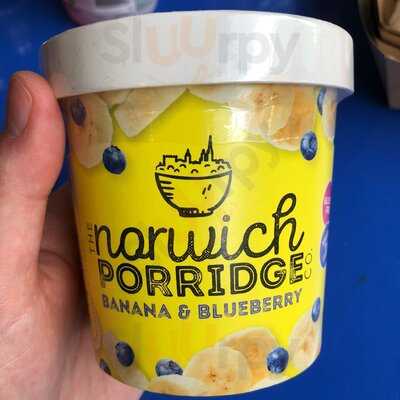 Sluurpy
THE
norwich
PORRIDGE
CO.
BANANA & BLUEBERRY